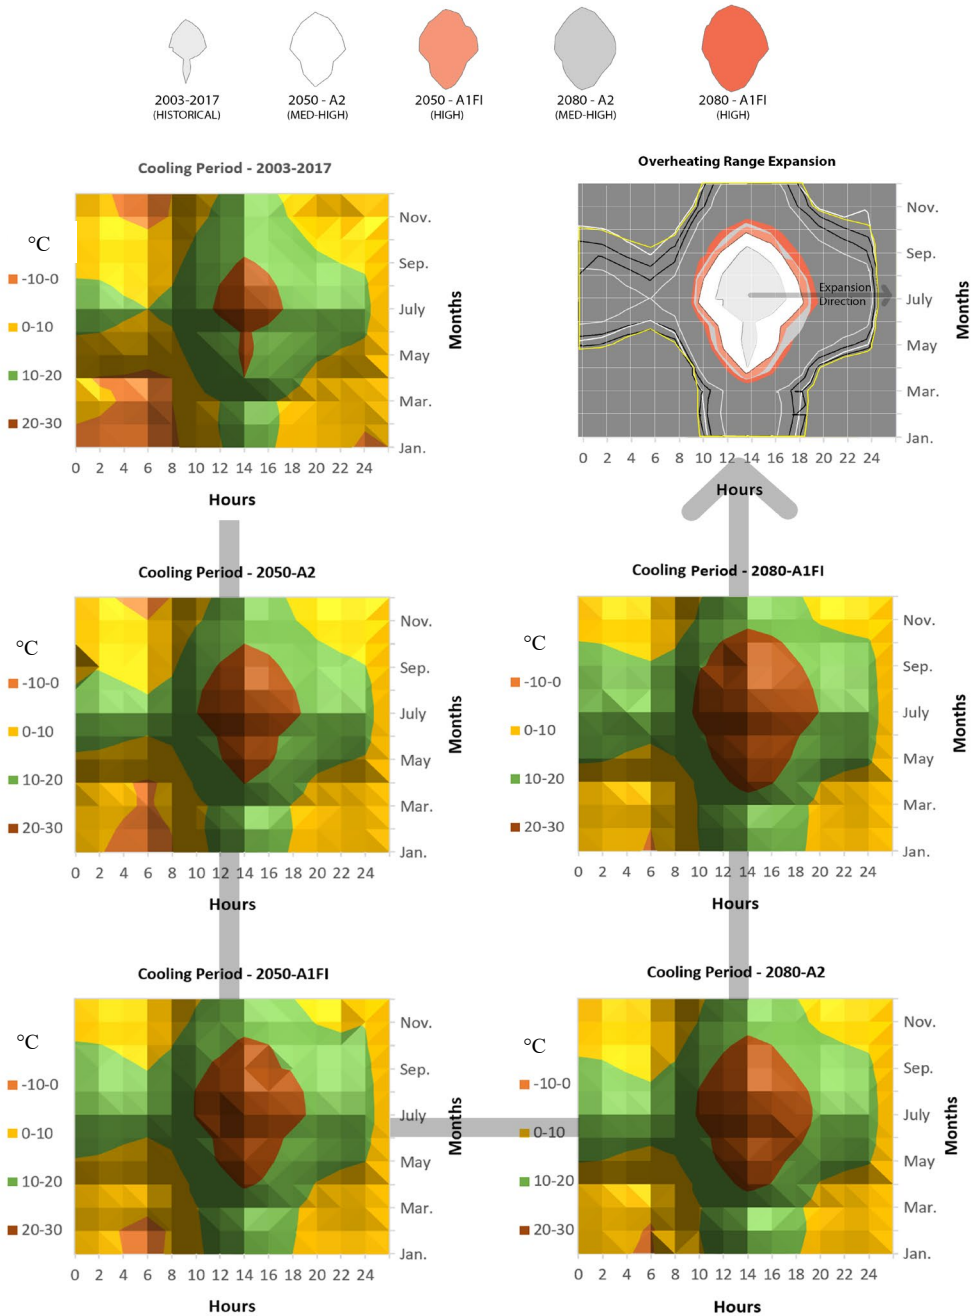 2003-2017
(HISTORICAL)
2050 - A2
(MED-HIGH)
2050 - A1FI
(HIGH)
2080 - A2
(MED-HIGH)
2080 - A1FI
(HIGH)
Cooling Period - 2003-2017
°C
-10-0
0-10
10-20
20-30
Nov.
Sep.
July
May
Mar.
Jan.
Months
0 2 4 6 8 10 12 14 16 18 20 22 24
Hours
Overheating Range Expansion
Expansion
Direction
Nov.
Sep.
July
May
Mar.
Jan.
Months
0 2 4 6 8 10 12 14 16 18 20 22 24
Hours
Cooling Period - 2050-A2
°C
-10-0
0-10
10-20
20-30
Nov.
Sep.
July
May
Mar.
Jan.
Months
0 2 4 6 8 10 12 14 16 18 20 22 24
Hours
Cooling Period - 2080-A1FI
°C
-10-0
0-10
10-20
20-30
Nov.
Sep.
July
May
Mar.
Jan.
Months
0 2 4 6 8 10 12 14 16 18 20 22 24
Hours
Cooling Period - 2050-A1FI
°C
-10-0
0-10
10-20
20-30
Nov.
Sep.
July
May
Mar.
Jan.
Months
0 2 4 6 8 10 12 14 16 18 20 22 24
Hours
Cooling Period - 2080-A2
°C
-10-0
0-10
10-20
20-30
Nov.
Sep.
July
May
Mar.
Jan.
Months
0 2 4 6 8 10 12 14 16 18 20 22 24
Hours